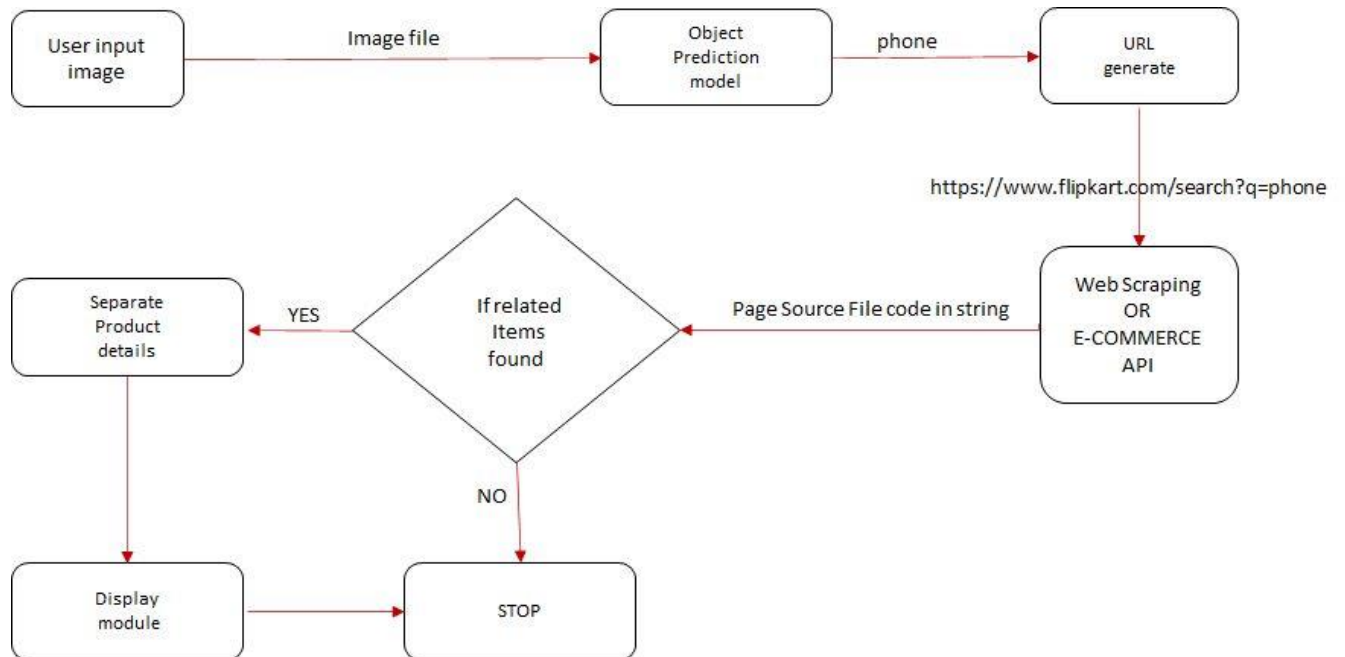 User input
image
Image file
Object
Prediction
model
phone
URL
generate
https://www.flipkart.com/search?q=phone
Web Scraping
OR
E-COMMERCE
API
Page Source File code in string
If related
Items
found
YES
Separate
Product
details
NO
Display
module
STOP